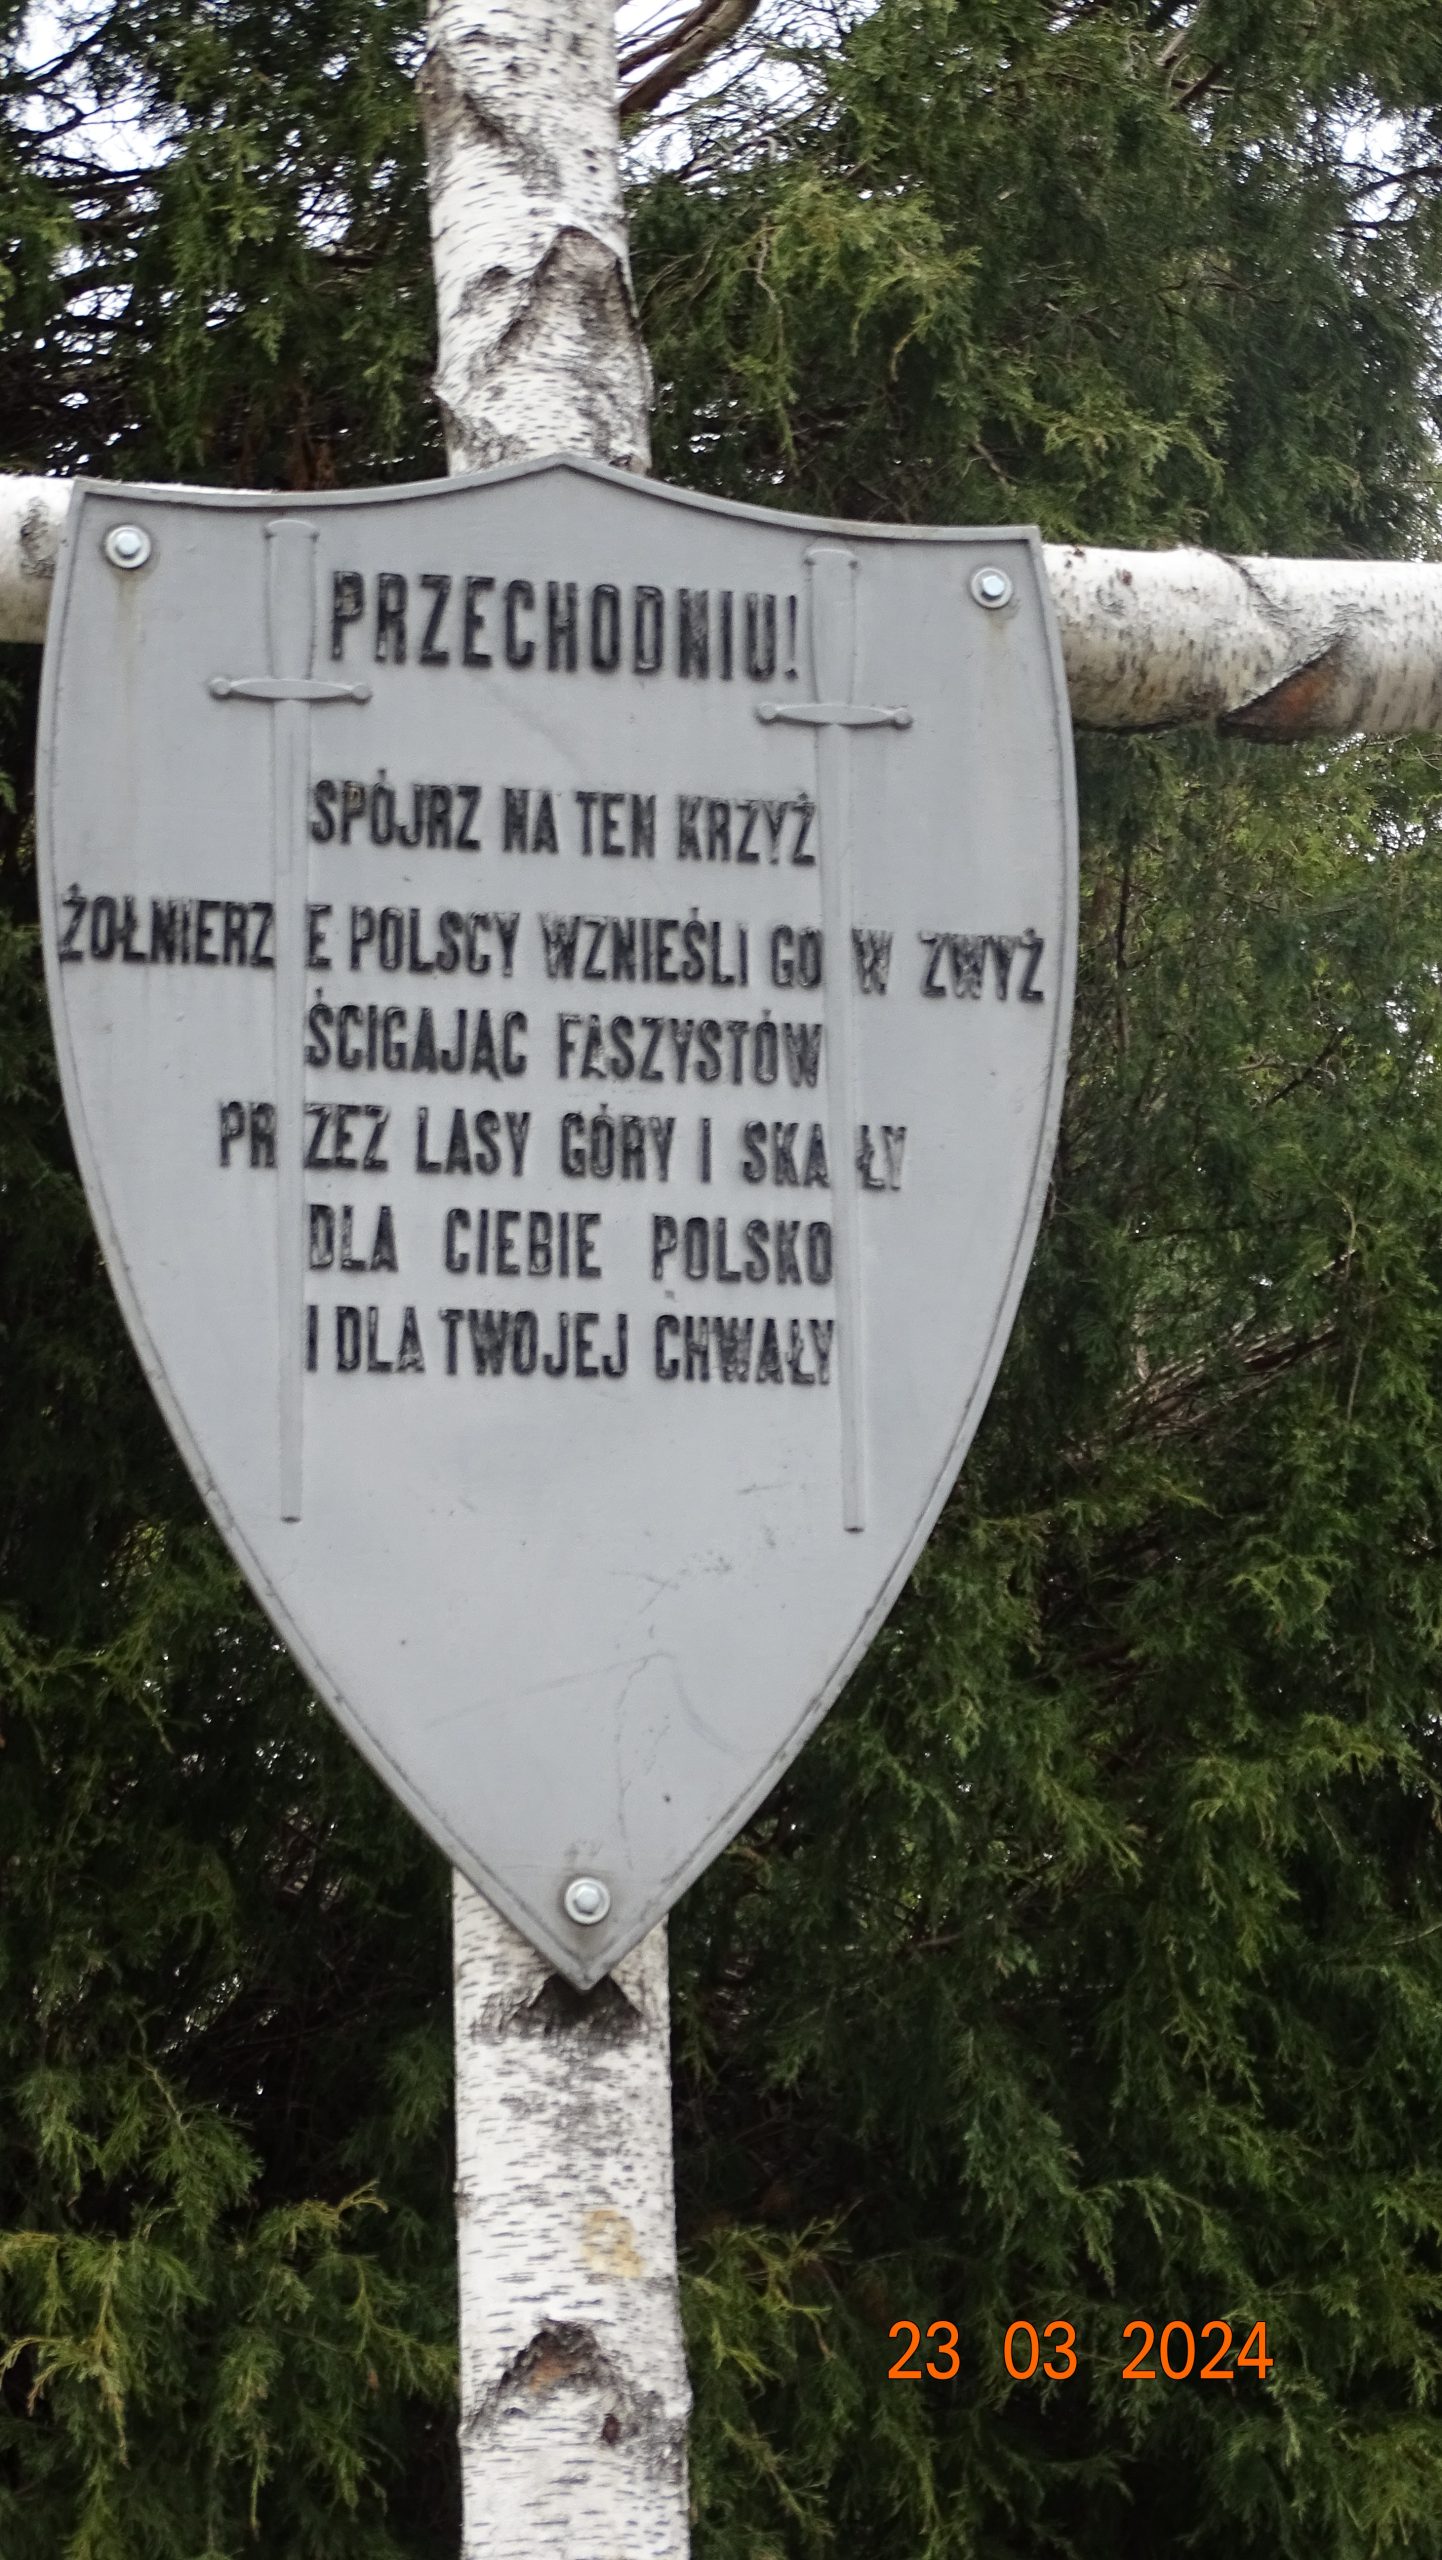 PRZECHODNIU!
SPÓJRZ NA TEN KRZYŻ
ŻOŁNIERZE POLSCY WZNIEŚLI GO W ZWYŻ
ŚCIGAJĄC FASZYSTÓW
PRZEZ LASY GÓRY I SKAŁY
DLA CIEBIE POLSKO
I DLA TWOJEJ CHWAŁY
23 03 2024